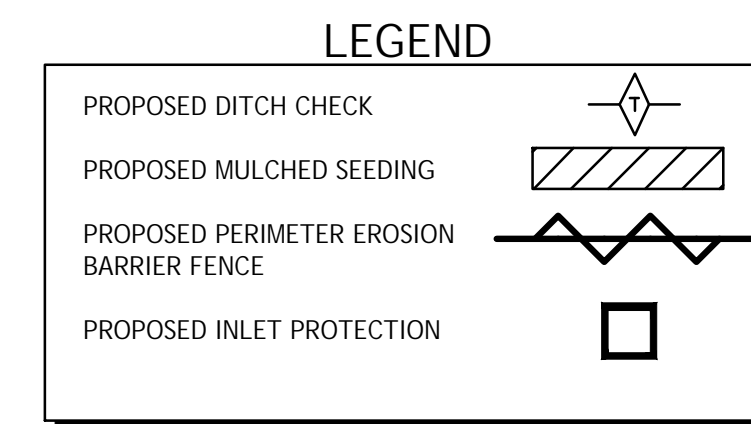 LEGEND
PROPOSED DITCH CHECK
T
PROPOSED MULCHED SEEDING
PROPOSED PERIMETER EROSION
BARRIER FENCE
PROPOSED INLET PROTECTION